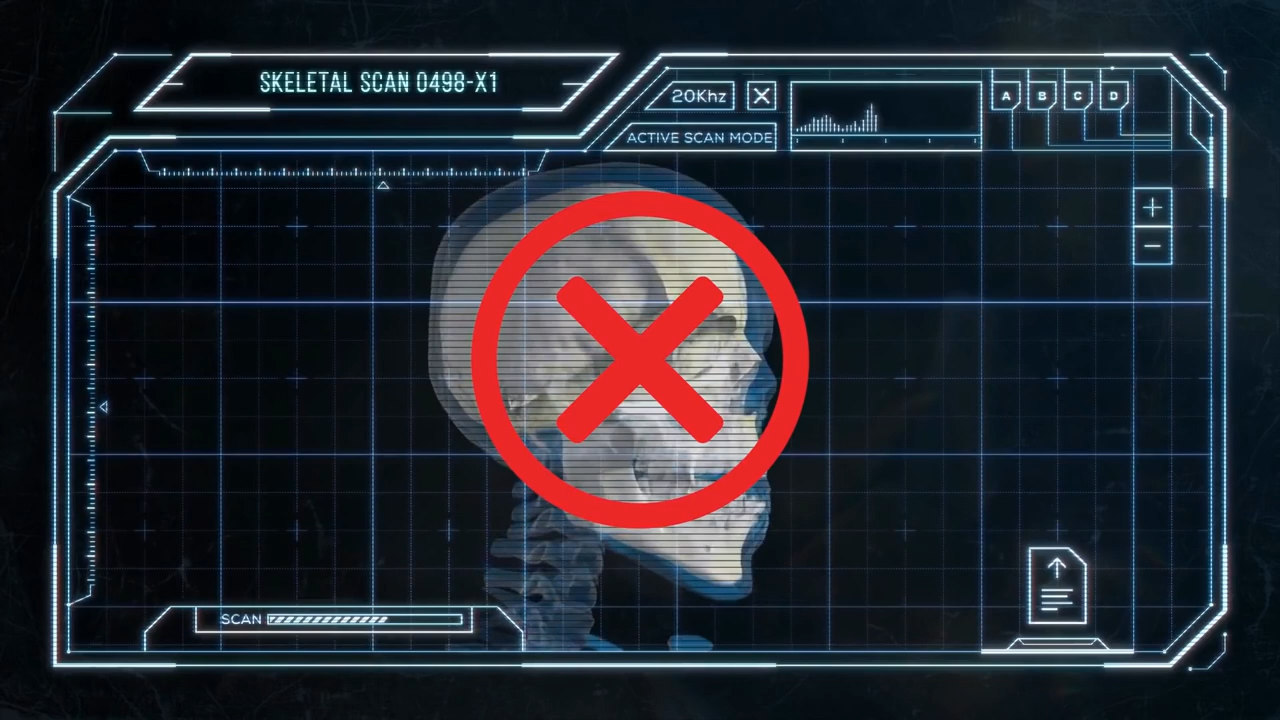 SKELETAL SCAN 0498-X1
20Khz
A B C D
ACTIVE SCAN MODE
SCAN